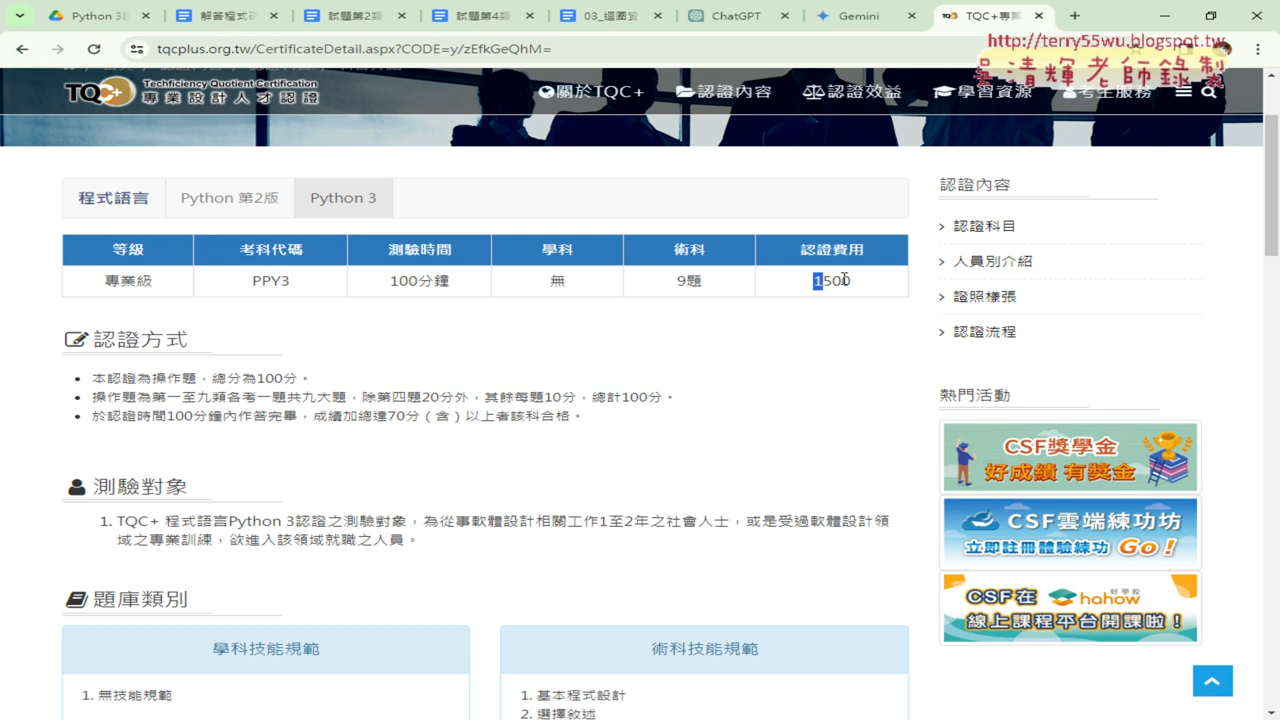 Python 3
解答程式
試題第2類
試題第4類
03_迴圈
ChatGPT
Gemini
TQC+專業
tqcplus.org.tw/CertificateDetail.aspx?CODE=y/zEfkGeQhM=
http://terry55wu.blogspot.tw
吳清輝老師錄製
TQC+
Techficiency Quotient Certification
專業設計人才認證
關於TQC+
認證內容
認證效益
學習資源
考生服務
程式語言
Python 第2版
Python 3
等級 考科代碼 測驗時間 學科 術科 認證費用
專業級 PPY3 100分鐘 無 9題 1500
認證方式
本認證為操作題，總分為100分。
操作題為第一至九類各考一題共九大題，除第四題20分外，其餘每題10分，總計100分。
於認證時間100分鐘內作答完畢，成績加總達70分（含）以上者該科合格。
測驗對象
1. TQC+ 程式語言Python 3認證之測驗對象，為從事軟體設計相關工作1至2年之社會人士，或是受過軟體設計領
域之專業訓練，欲進入該領域就職之人員。
題庫類別
學科技能規範
1. 無技能規範
術科技能規範
1. 基本程式設計
2. 選擇敘述
認證內容
> 認證科目
> 人員別介紹
> 證照樣張
> 認證流程
熱門活動
CSF獎學金
好成績 有獎金
CSF雲端練功坊
立即註冊體驗練功 Go！
CSF在 hahow 好學校
線上課程平台開課啦！